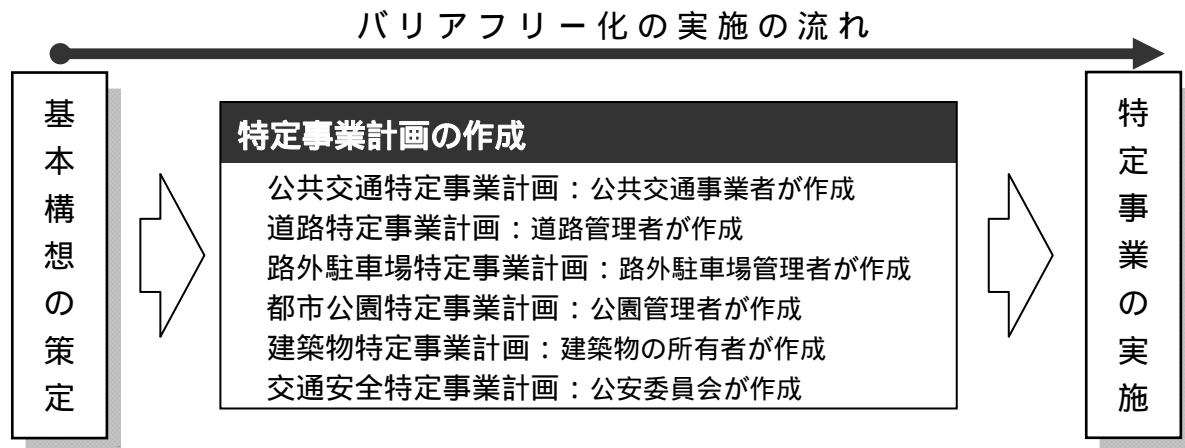 バリアフリー化の実施の流れ
基本構想の策定
特定事業計画の作成
公共交通特定事業計画：公共交通事業者が作成
道路特定事業計画：道路管理者が作成
路外駐車場特定事業計画：路外駐車場管理者が作成
都市公園特定事業計画：公園管理者が作成
建築物特定事業計画：建築物の所有者が作成
交通安全特定事業計画：公安委員会が作成
特定事業の実施